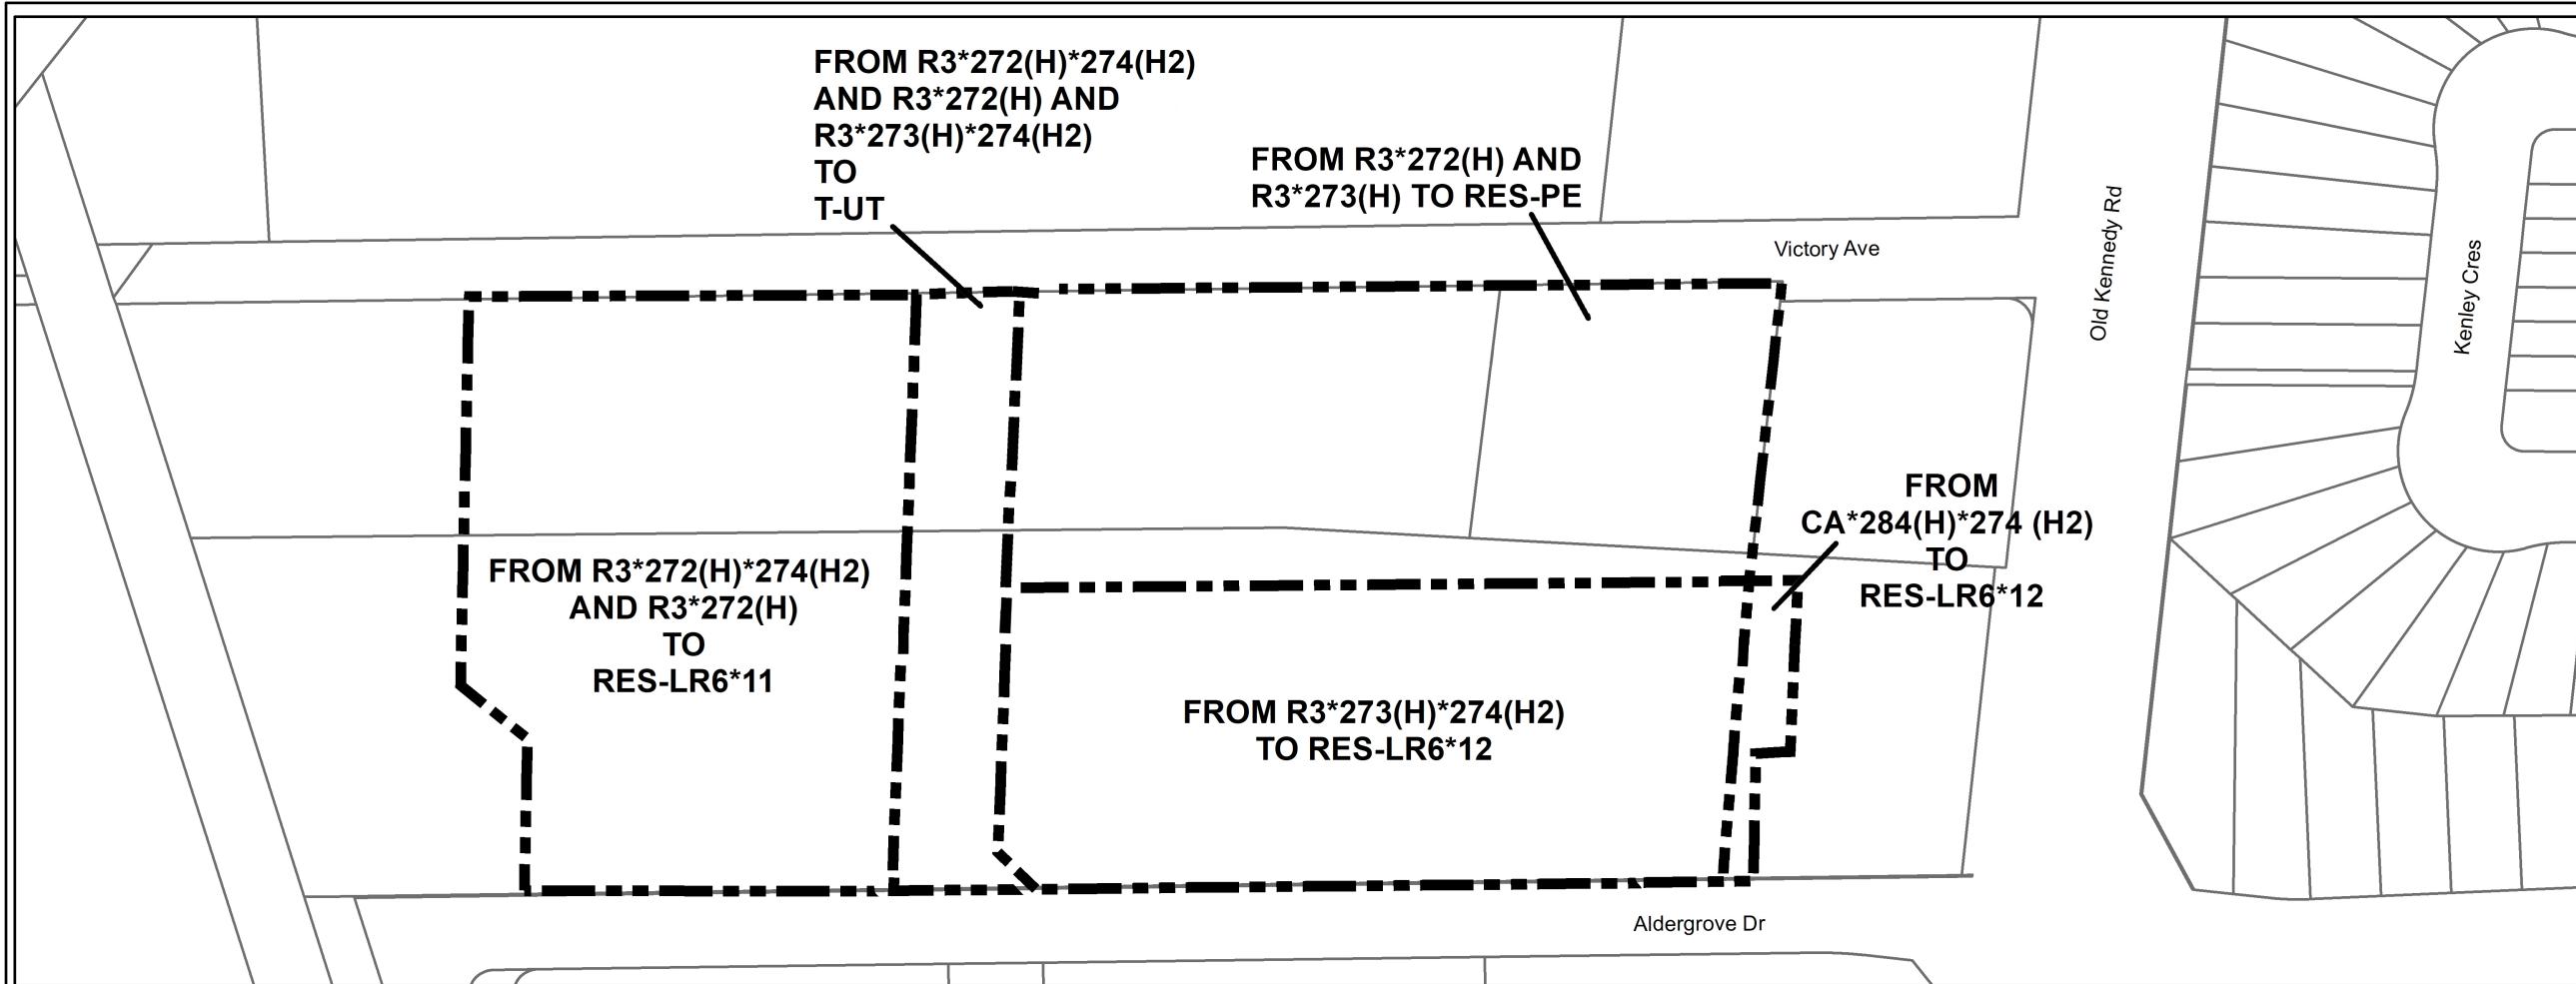 FROM R3*272(H)*274(H2)
AND R3*272(H) AND
R3*273(H)*274(H2)
TO
T-UT
FROM R3*272(H) AND
R3*273(H) TO RES-PE
Victory Ave
Old Kennedy Rd
Kenley Cres
FROM
CA*284(H)*274 (H2)
TO
RES-LR6*12
FROM R3*272(H)*274(H2)
AND R3*272(H)
TO
RES-LR6*11
FROM R3*273(H)*274(H2)
TO RES-LR6*12
Aldergrove Dr